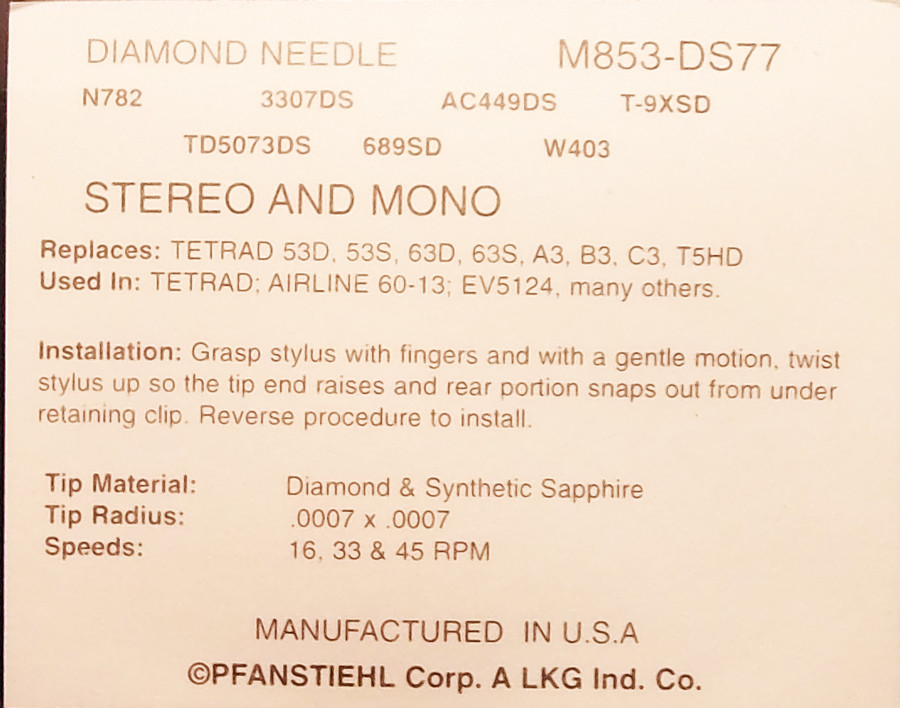 DIAMOND NEEDLE M853-DS77
N782 3307DS AC449DS T-9XSD
TD5073DS 689SD W403
STEREO AND MONO
Replaces: TETRAD 53D, 53S, 63D, 63S, A3, B3, C3, T5HD
Used In: TETRAD; AIRLINE 60-13; EV5124, many others.
Installation: Grasp stylus with fingers and with a gentle motion, twist
stylus up so the tip end raises and rear portion snaps out from under
retaining clip. Reverse procedure to install.
Tip Material: Diamond & Synthetic Sapphire
Tip Radius: .0007 x .0007
Speeds: 16, 33 & 45 RPM
MANUFACTURED IN U.S.A
©PFANSTIEHL Corp. A LKG Ind. Co.